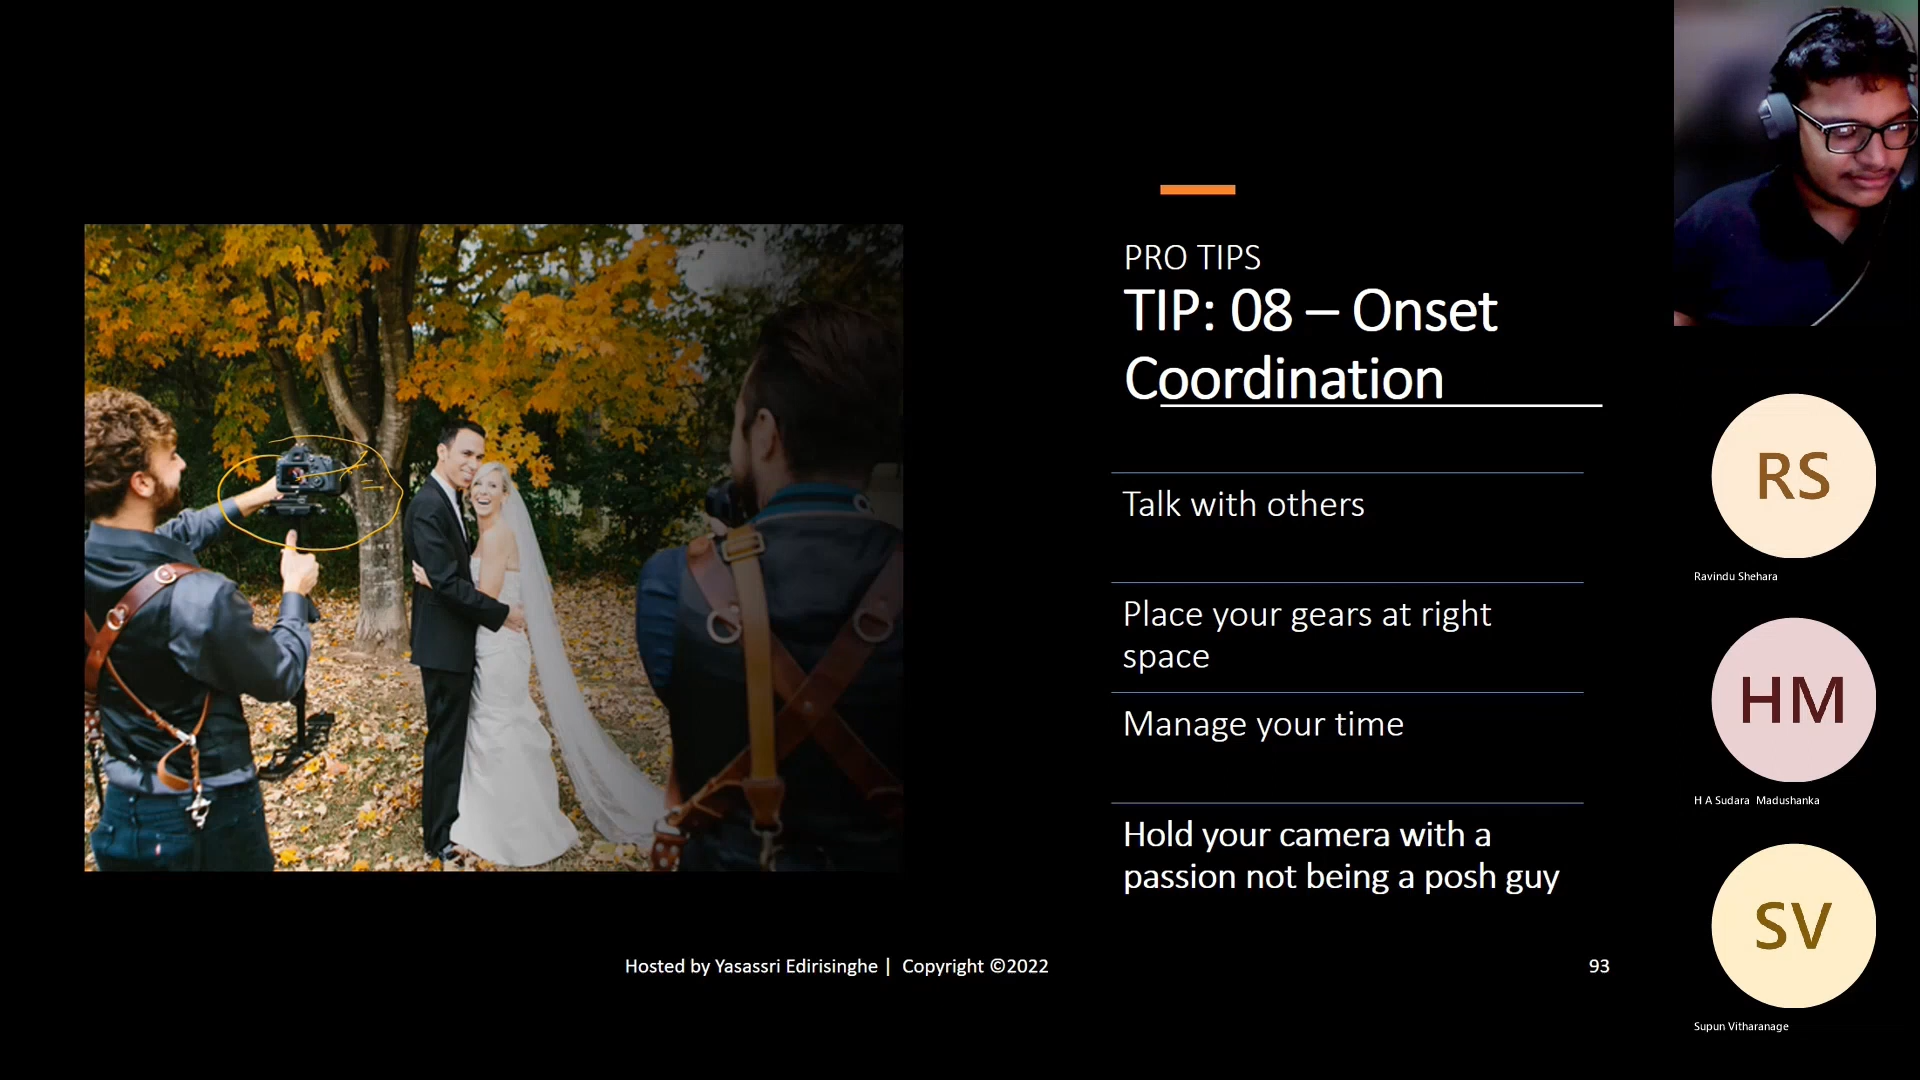 PRO TIPS
TIP: 08 – Onset
Coordination
Talk with others
Place your gears at right
space
Manage your time
Hold your camera with a
passion not being a posh guy
Hosted by Yasassri Edirisinghe | Copyright ©2022
93
RS
Ravindu Shehara
HM
H A Sudara Madushanka
SV
Supun Vitharanage